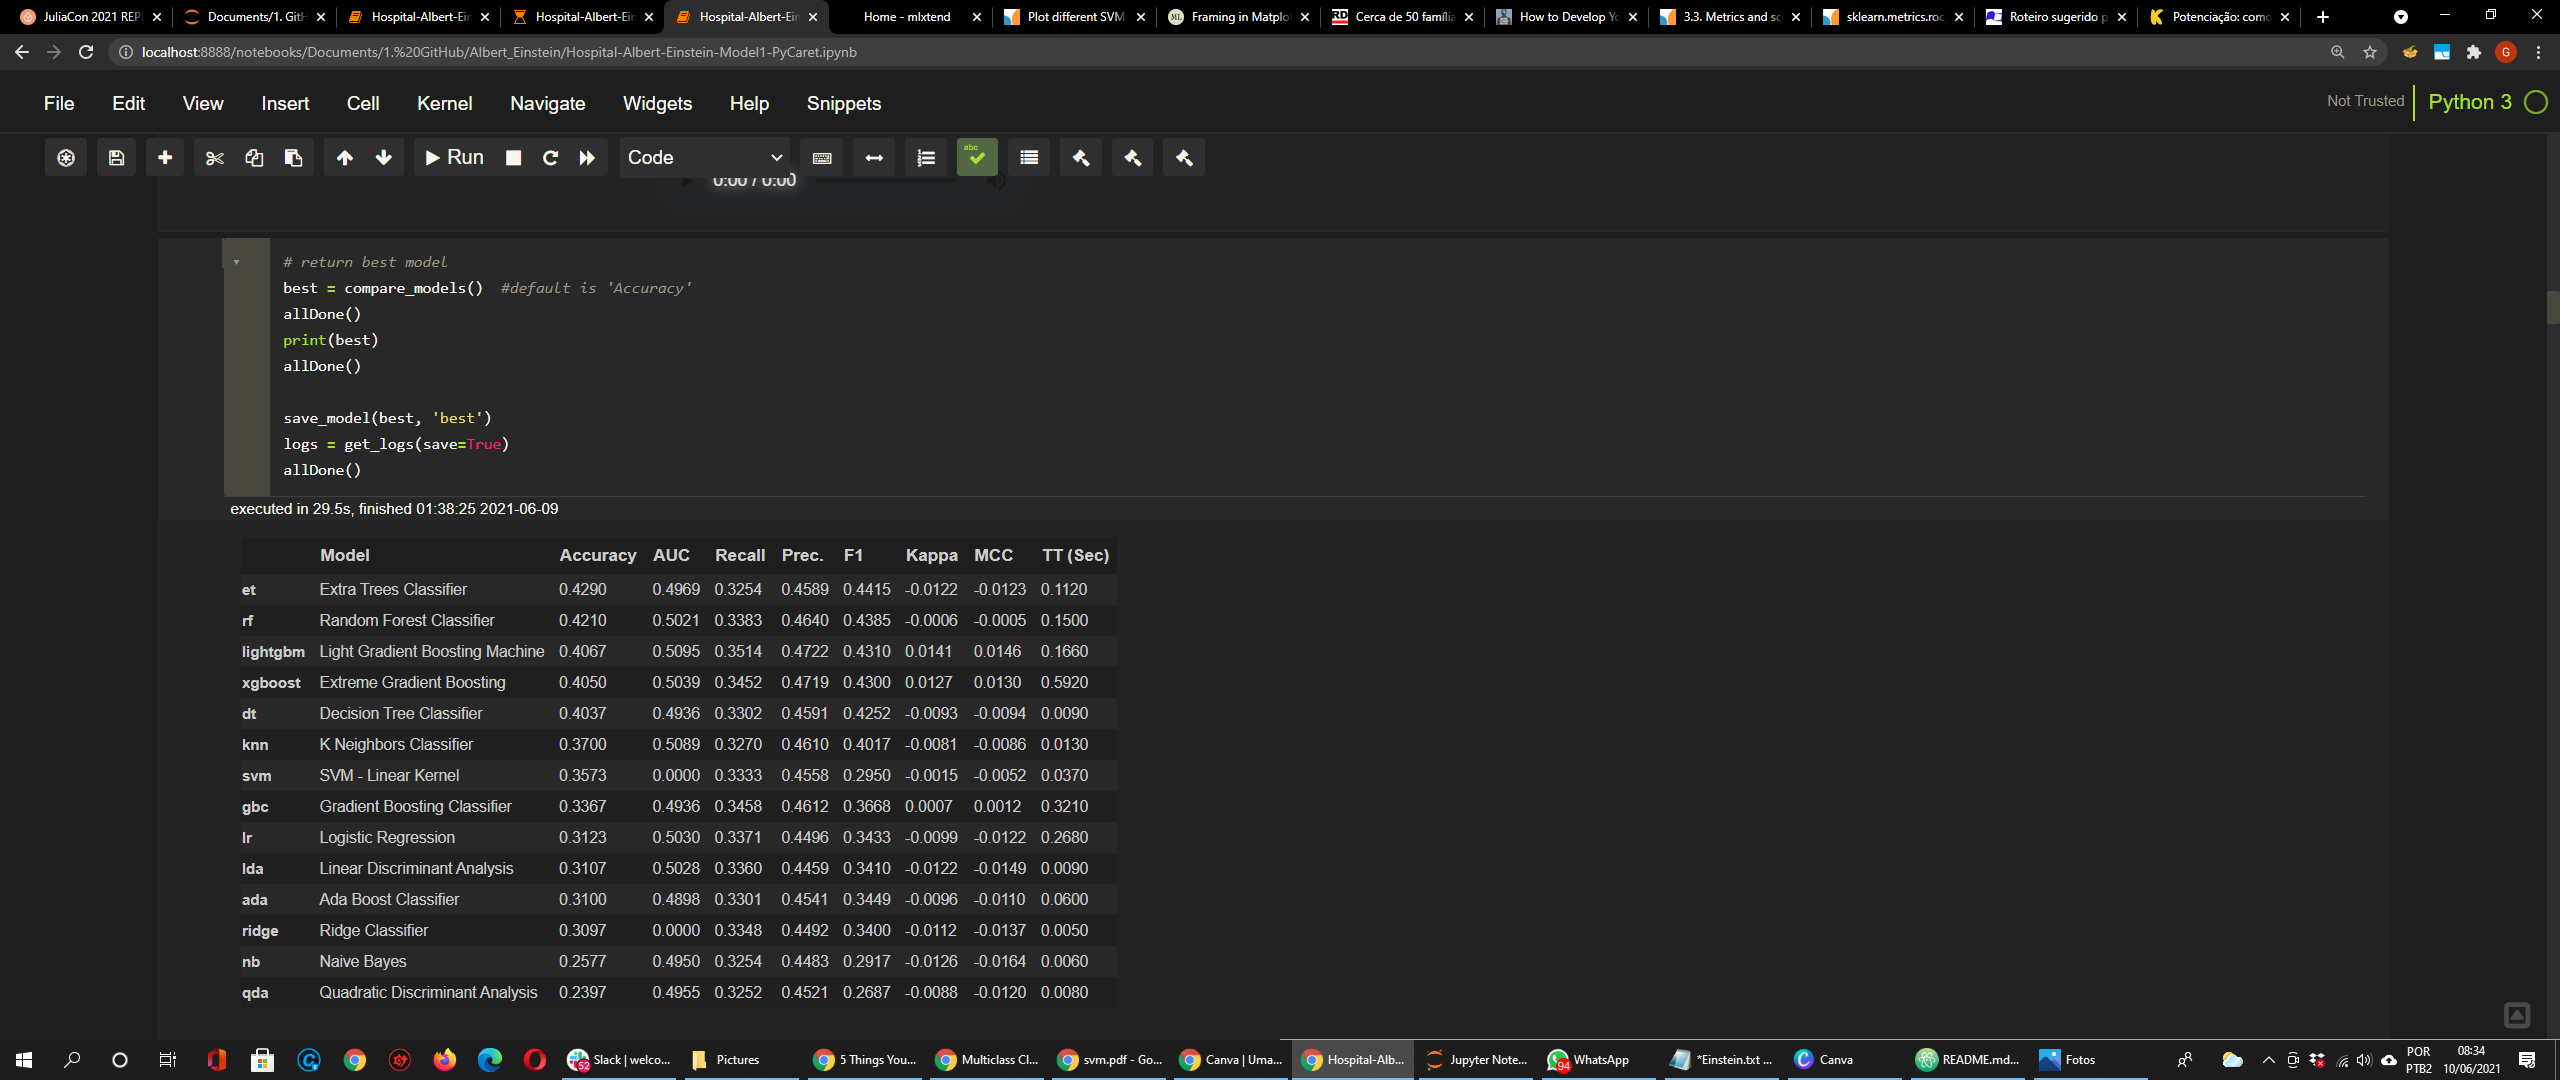 JuliaCon 2021 REP
Documents/1. GitH
Hospital-Albert-Ein
Hospital-Albert-Ein
Hospital-Albert-Ein
Home - mlxtend
Plot different SVM
ML Framing in Matplo
RD Cerca de 50 família
How to Develop Yo
3.3. Metrics and sc
sklearn.metrics.roc
Roteiro sugerido p
Potenciação: como
localhost:8888/notebooks/Documents/1.%20GitHub/Albert_Einstein/Hospital-Albert-Einstein-Model1-PyCaret.ipynb
G
File Edit View Insert Cell Kernel Navigate Widgets Help Snippets
Not Trusted Python 3
Run Code abc
0:00 / 0:00
# return best model
best = compare_models() #default is 'Accuracy'
allDone()
print(best)
allDone()
save_model(best, 'best')
logs = get_logs(save=True)
allDone()
executed in 29.5s, finished 01:38:25 2021-06-09
Model Accuracy AUC Recall Prec. F1 Kappa MCC TT (Sec)
et Extra Trees Classifier 0.4290 0.4969 0.3254 0.4589 0.4415 -0.0122 -0.0123 0.1120
rf Random Forest Classifier 0.4210 0.5021 0.3383 0.4640 0.4385 -0.0006 -0.0005 0.1500
lightgbm Light Gradient Boosting Machine 0.4067 0.5095 0.3514 0.4722 0.4310 0.0141 0.0146 0.1660
xgboost Extreme Gradient Boosting 0.4050 0.5039 0.3452 0.4719 0.4300 0.0127 0.0130 0.5920
dt Decision Tree Classifier 0.4037 0.4936 0.3302 0.4591 0.4252 -0.0093 -0.0094 0.0090
knn K Neighbors Classifier 0.3700 0.5089 0.3270 0.4610 0.4017 -0.0081 -0.0086 0.0130
svm SVM - Linear Kernel 0.3573 0.0000 0.3333 0.4558 0.2950 -0.0015 -0.0052 0.0370
gbc Gradient Boosting Classifier 0.3367 0.4936 0.3458 0.4612 0.3668 0.0007 0.0012 0.3210
lr Logistic Regression 0.3123 0.5030 0.3371 0.4496 0.3433 -0.0099 -0.0122 0.2680
lda Linear Discriminant Analysis 0.3107 0.5028 0.3360 0.4459 0.3410 -0.0122 -0.0149 0.0090
ada Ada Boost Classifier 0.3100 0.4898 0.3301 0.4541 0.3449 -0.0096 -0.0110 0.0600
ridge Ridge Classifier 0.3097 0.0000 0.3348 0.4492 0.3400 -0.0112 -0.0137 0.0050
nb Naive Bayes 0.2577 0.4950 0.3254 0.4483 0.2917 -0.0126 -0.0164 0.0060
qda Quadratic Discriminant Analysis 0.2397 0.4955 0.3252 0.4521 0.2687 -0.0088 -0.0120 0.0080
52 Slack | welco...
Pictures
5 Things You...
Multiclass Cl...
svm.pdf - Go...
Canva | Uma...
Hospital-Alb...
Jupyter Note...
94 WhatsApp
*Einstein.txt ...
Canva
README.md...
Fotos
POR 08:34
PTB2 10/06/2021